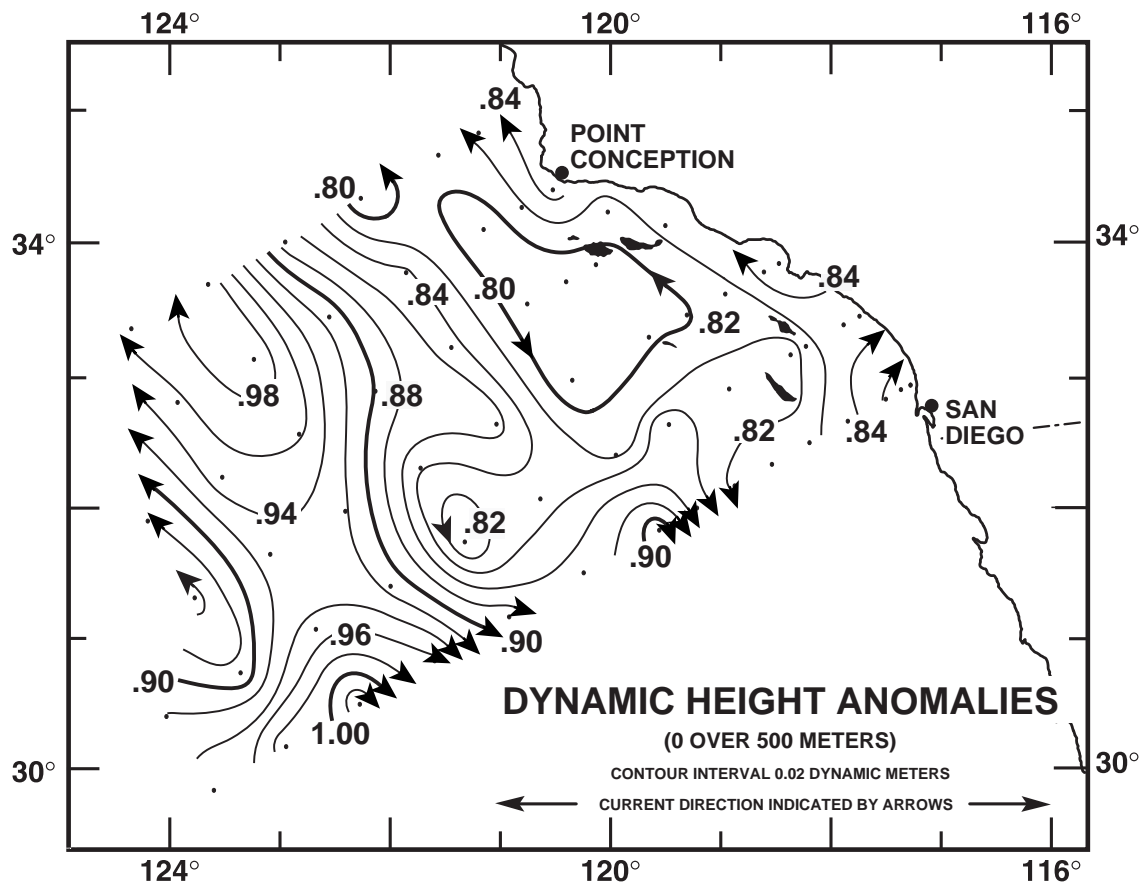 124° 120° 116°
.84
POINT
CONCEPTION
.80
34° 34°
.84
.80
.84
.82
.98
.88
SAN
DIEGO
.82
.84
.94
.82
.90
.96
.90
.90
DYNAMIC HEIGHT ANOMALIES
1.00
(0 OVER 500 METERS)
30° 30°
CONTOUR INTERVAL 0.02 DYNAMIC METERS
CURRENT DIRECTION INDICATED BY ARROWS
124° 120° 116°